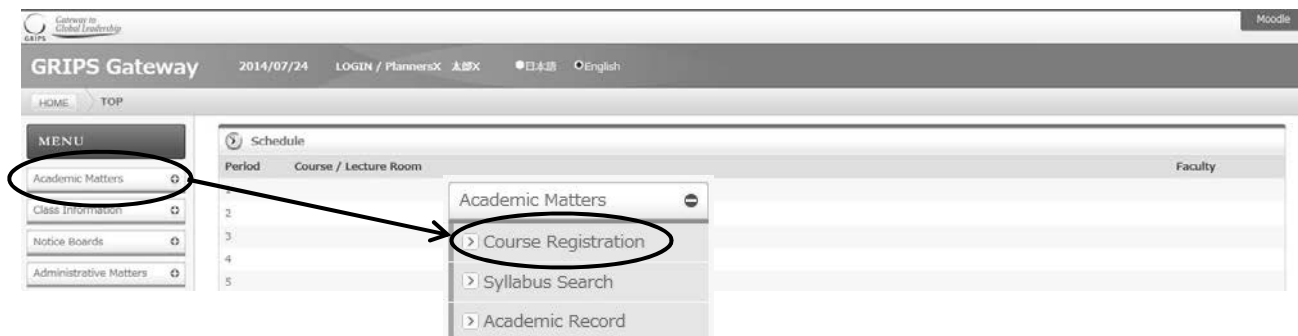 Gateway to
Global Leadership
GRIPS
Moodle
GRIPS Gateway 2014/07/24 LOGIN / PlannersX 太郎X 日本語 English
HOME TOP
MENU
Schedule
Period Course / Lecture Room Faculty
Academic Matters
1
Class Information
2
Notice Boards
3
4
Administrative Matters
5
Academic Matters
Course Registration
Syllabus Search
Academic Record